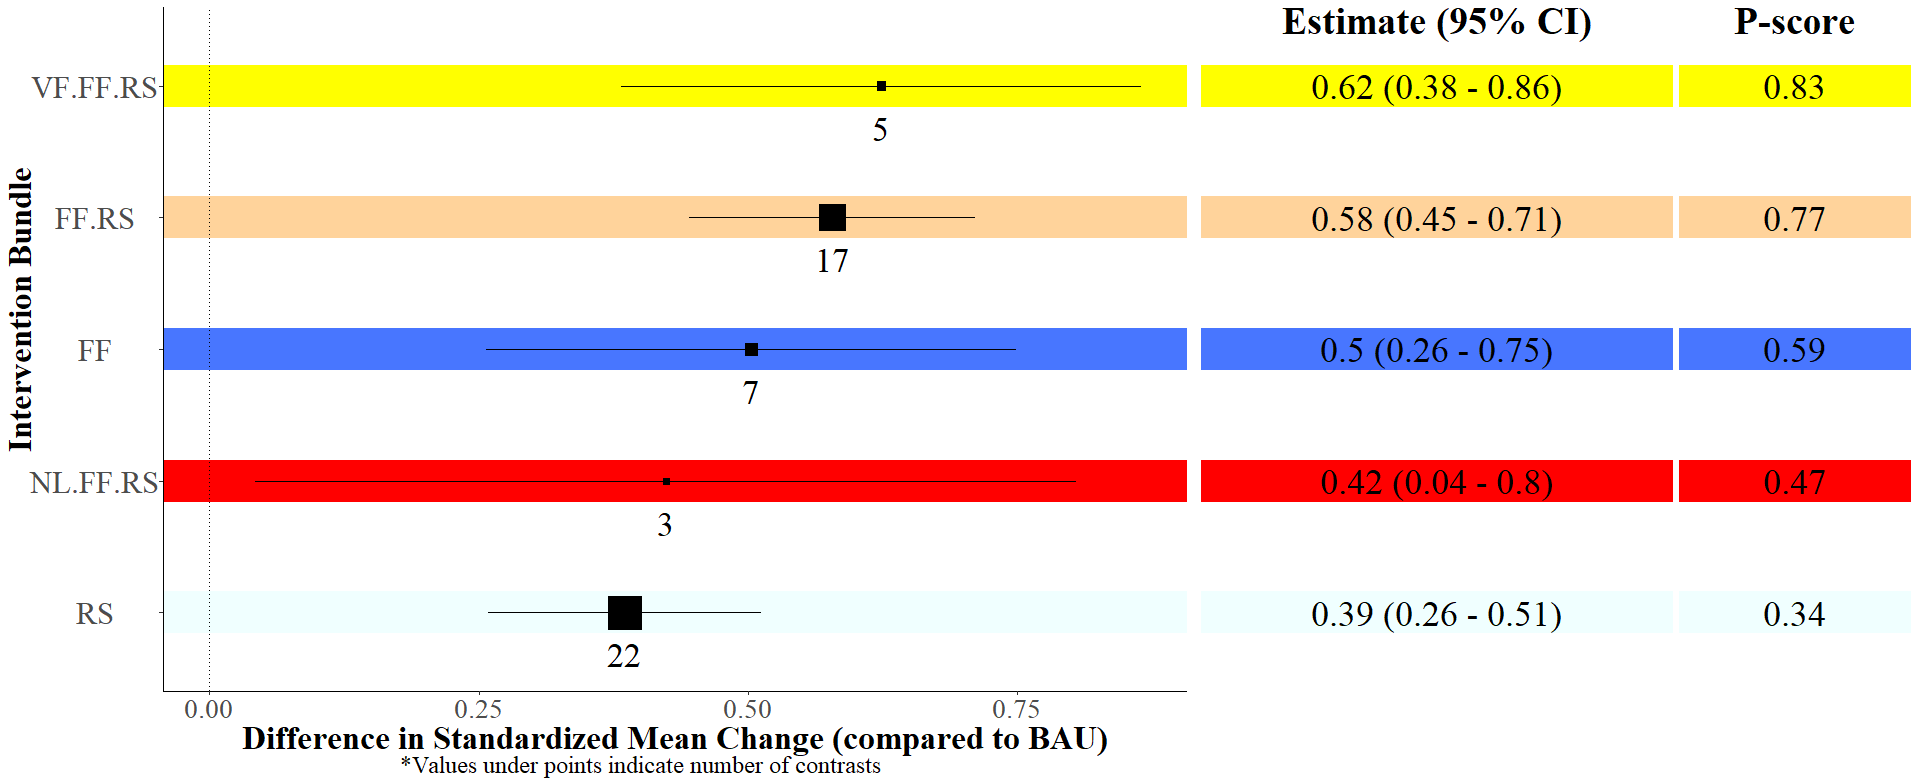 Estimate (95% CI) P-score
VF.FF.RS 0.62 (0.38 - 0.86) 0.83
5
FF.RS 0.58 (0.45 - 0.71) 0.77
17
FF 0.5 (0.26 - 0.75) 0.59
7
NL.FF.RS 0.42 (0.04 - 0.8) 0.47
3
RS 0.39 (0.26 - 0.51) 0.34
22
Intervention Bundle
0.00 0.25 0.50 0.75
Difference in Standardized Mean Change (compared to BAU)
*Values under points indicate number of contrasts